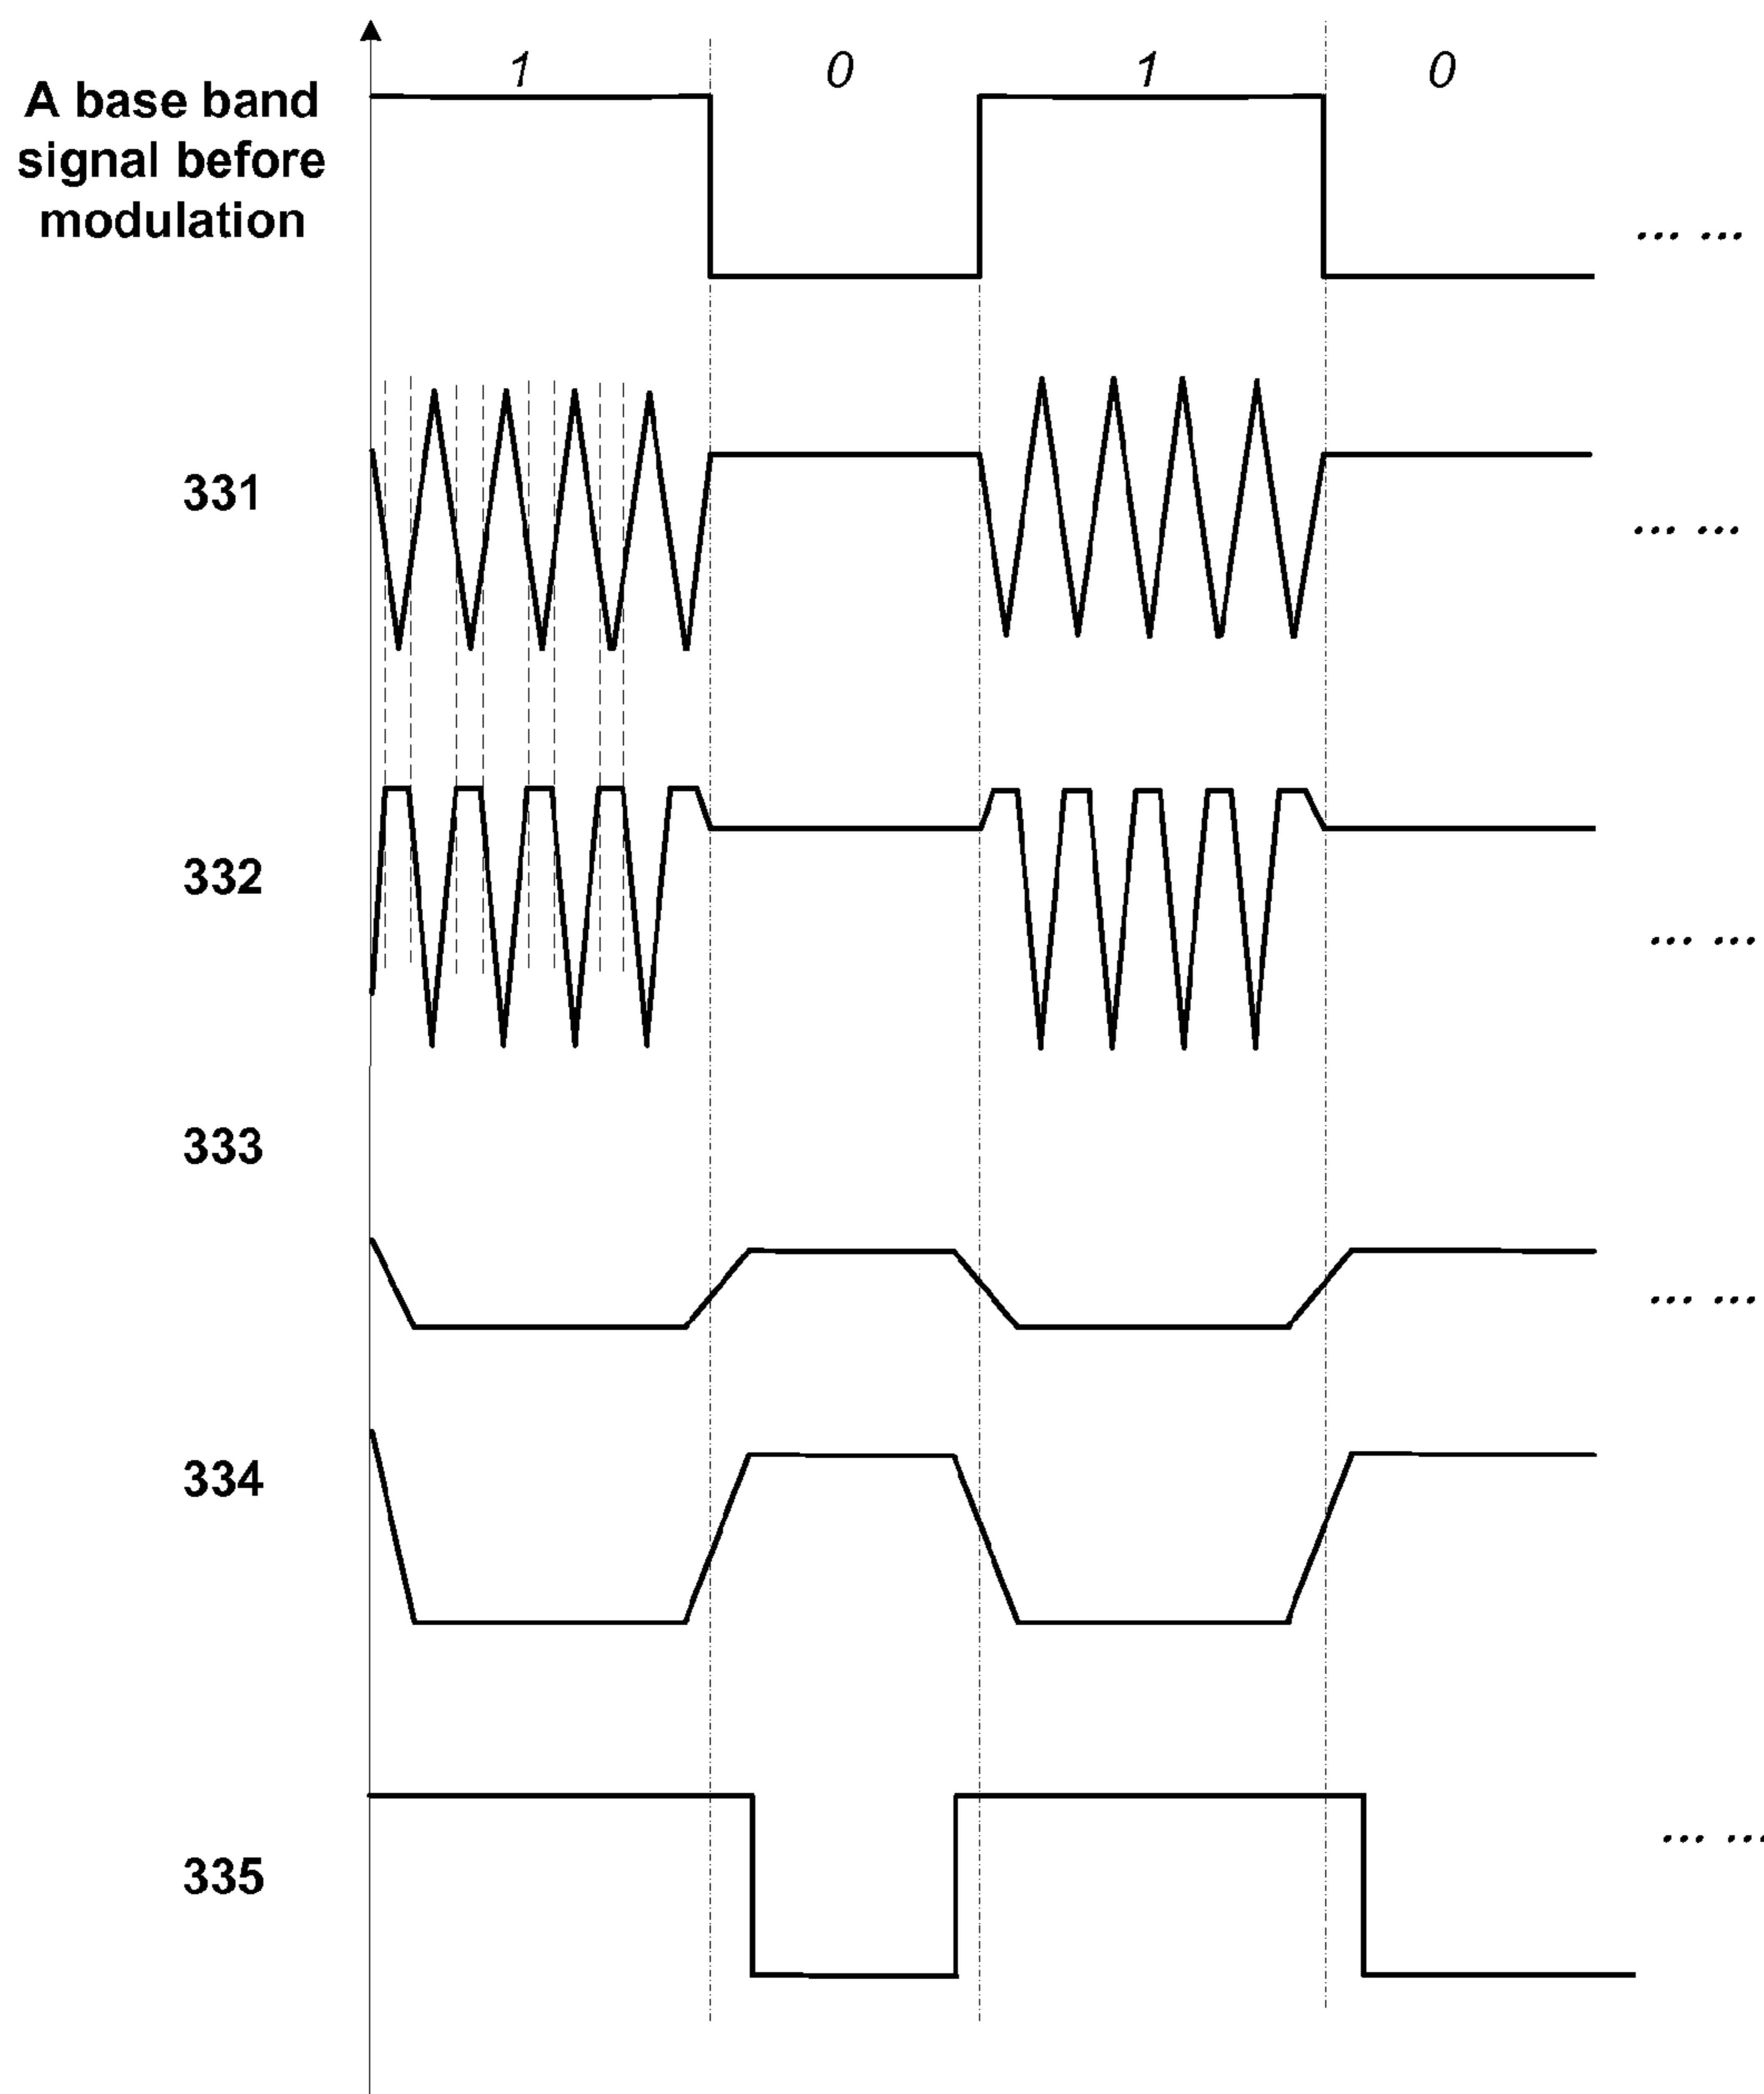 1 0 1 0
A base band
signal before
modulation
... ...
331
... ...
332
... ...
333
... ...
334
335
... ...